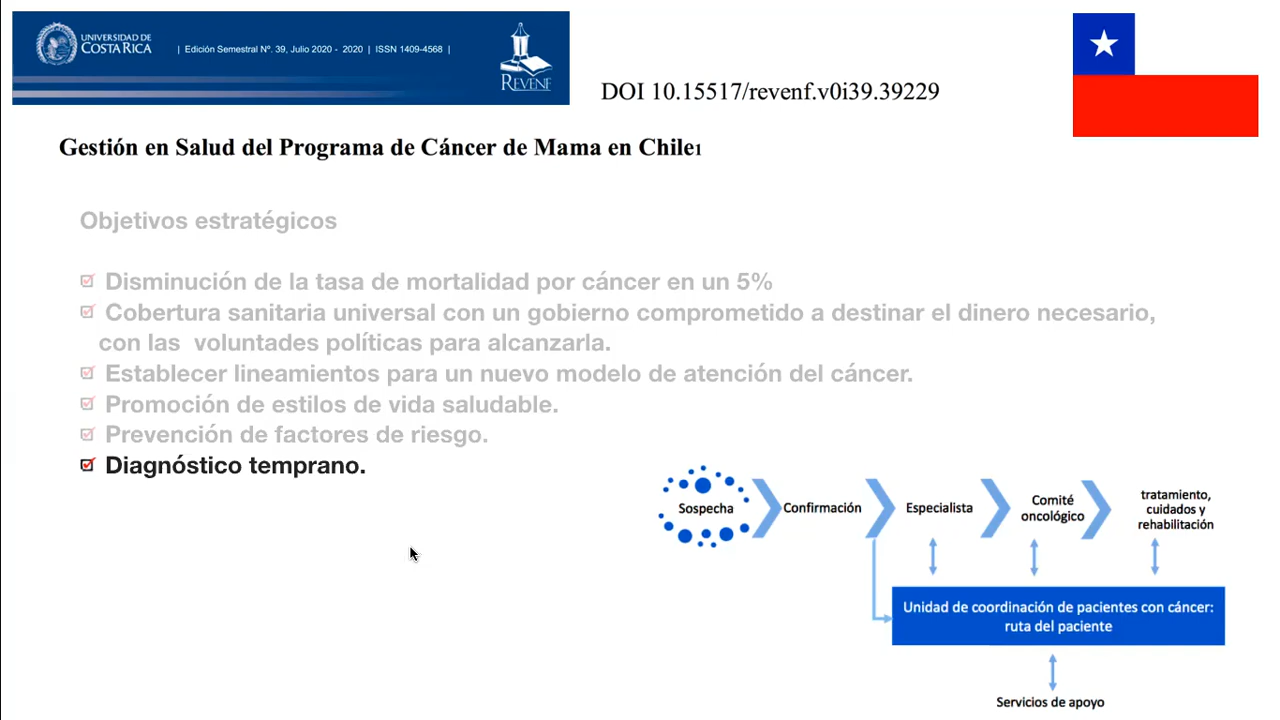 UNIVERSIDAD DE
COSTA RICA
| Edición Semestral Nº. 39, Julio 2020 - 2020 | ISSN 1409-4568 |
REVENF
DOI 10.15517/revenf.v0i39.39229
Gestión en Salud del Programa de Cáncer de Mama en Chile1
Objetivos estratégicos
Disminución de la tasa de mortalidad por cáncer en un 5%
Cobertura sanitaria universal con un gobierno comprometido a destinar el dinero necesario,
con las voluntades políticas para alcanzarla.
Establecer lineamientos para un nuevo modelo de atención del cáncer.
Promoción de estilos de vida saludable.
Prevención de factores de riesgo.
Diagnóstico temprano.
Sospecha
Confirmación
Especialista
Comité
oncológico
tratamiento,
cuidados y
rehabilitación
Unidad de coordinación de pacientes con cáncer:
ruta del paciente
Servicios de apoyo